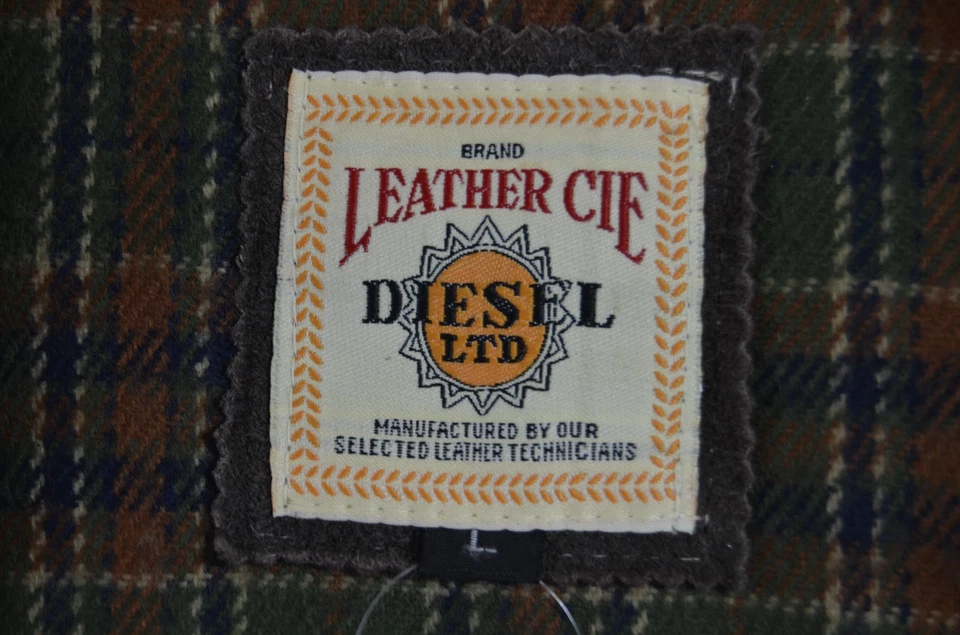 BRAND
LEATHER CIE
DIESEL
LTD
MANUFACTURED BY OUR
SELECTED LEATHER TECHNICIANS
L